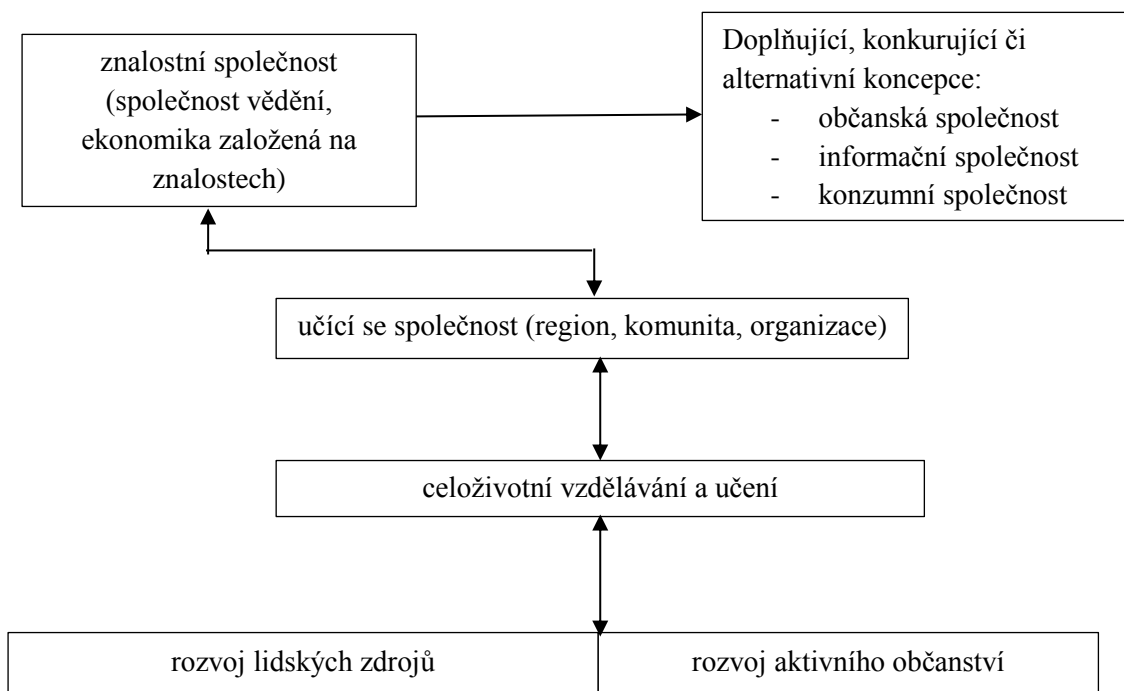 znalostní společnost
(společnost vědění,
ekonomika založená na
znalostech)
Doplňující, konkurující či
alternativní koncepce:
- občanská společnost
- informační společnost
- konzumní společnost
učící se společnost (region, komunita, organizace)
celoživotní vzdělávání a učení
rozvoj lidských zdrojů
rozvoj aktivního občanství